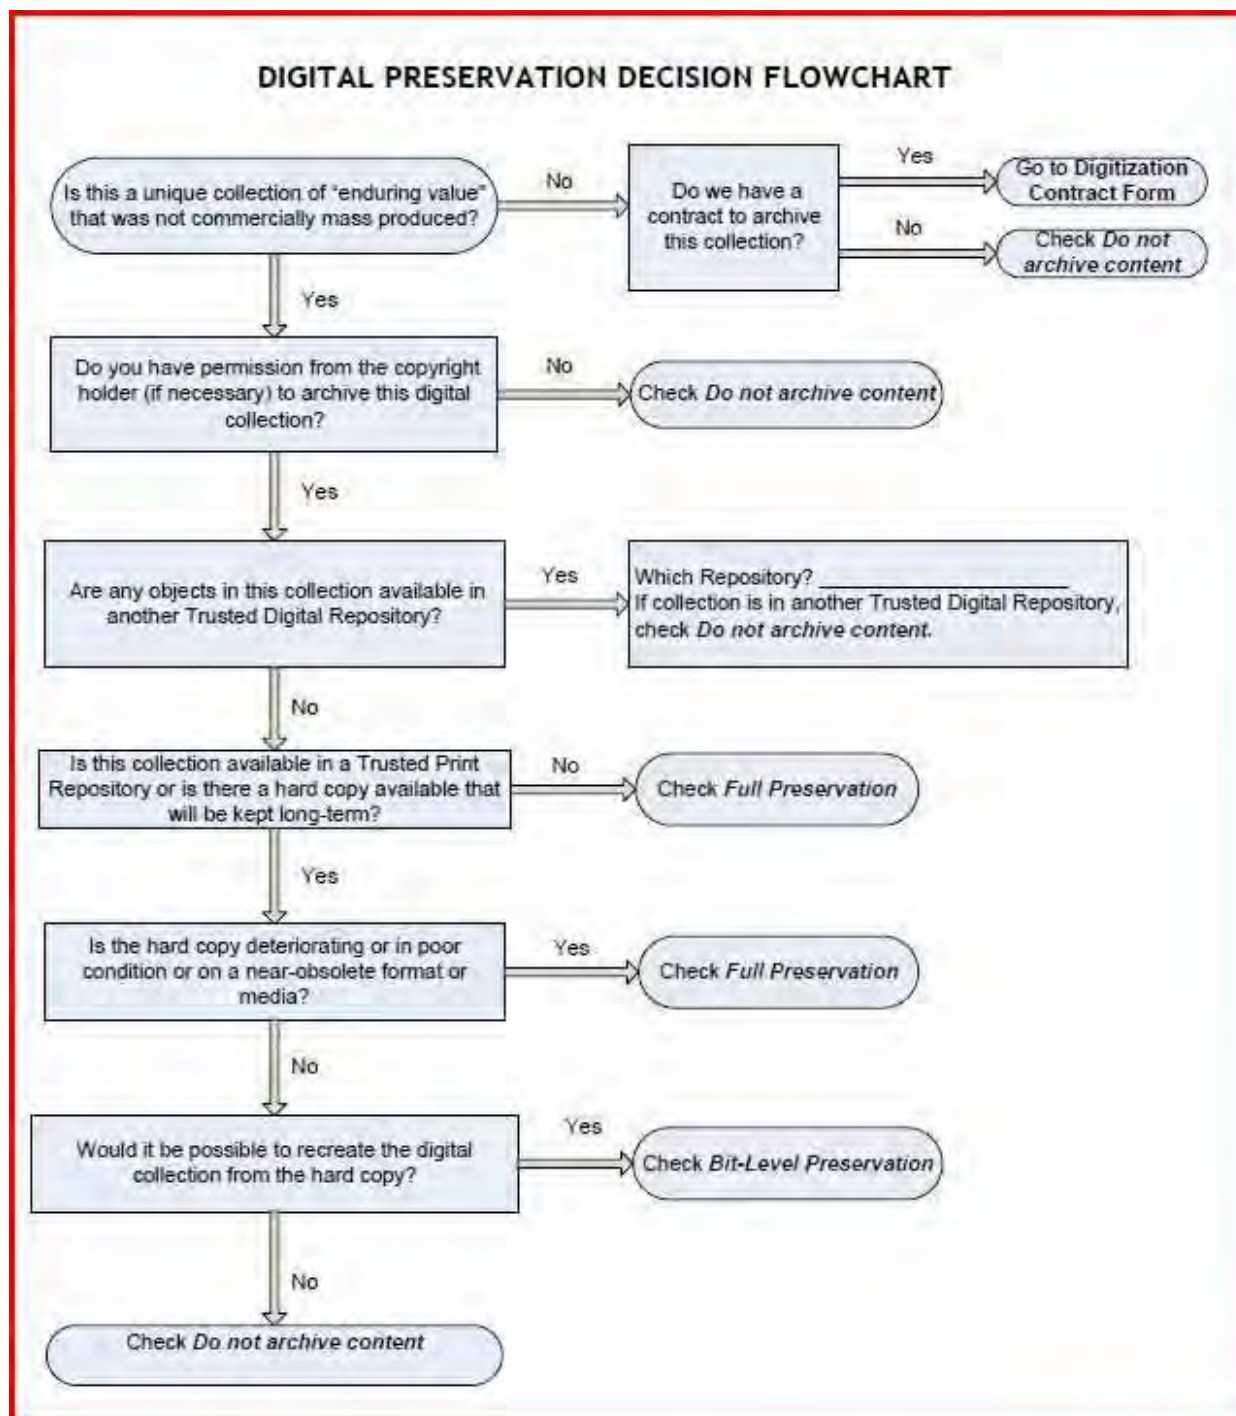 DIGITAL PRESERVATION DECISION FLOWCHART
Is this a unique collection of “enduring value”
that was not commercially mass produced?
No
Do we have a
contract to archive
this collection?
Yes
Go to Digitization
Contract Form
No
Check Do not
archive content
Yes
Do you have permission from the copyright
holder (if necessary) to archive this digital
collection?
No
Check Do not archive content
Yes
Are any objects in this collection available in
another Trusted Digital Repository?
Yes
Which Repository? ______________________
If collection is in another Trusted Digital Repository,
check Do not archive content.
No
Is this collection available in a Trusted Print
Repository or is there a hard copy available that
will be kept long-term?
No
Check Full Preservation
Yes
Is the hard copy deteriorating or in poor
condition or on a near-obsolete format or
media?
Yes
Check Full Preservation
No
Would it be possible to recreate the digital
collection from the hard copy?
Yes
Check Bit-Level Preservation
No
Check Do not archive content